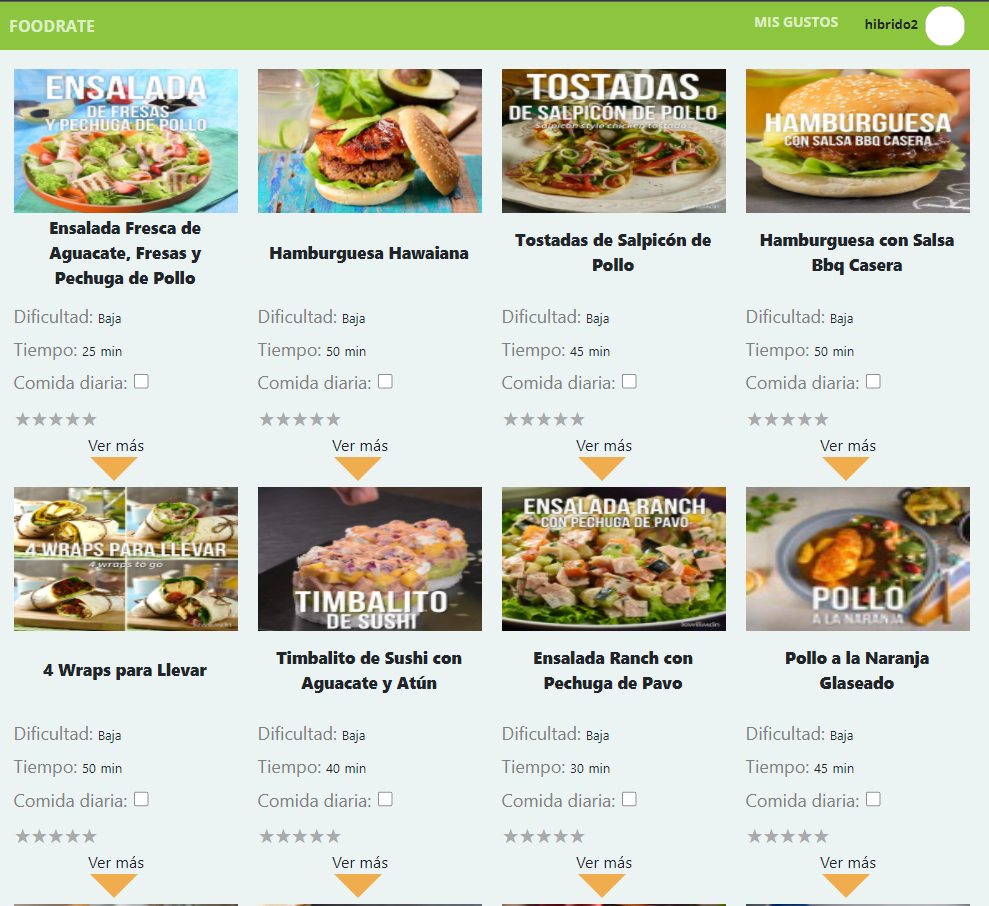 FOODRATE
MIS GUSTOS
hibrido2
ENSALADA
DE FRESAS
Y PECHUGA DE POLLO
TOSTADAS
DE SALPICÓN DE POLLO
Salpicon style chicken tostadas
HAMBURGUESA
CON SALSA BBQ CASERA
Ensalada Fresca de
Aguacate, Fresas y
Pechuga de Pollo
Hamburguesa Hawaiana
Tostadas de Salpicón de
Pollo
Hamburguesa con Salsa
Bbq Casera
Dificultad: Baja
Dificultad: Baja
Dificultad: Baja
Dificultad: Baja
Tiempo: 25 min
Tiempo: 50 min
Tiempo: 45 min
Tiempo: 50 min
Comida diaria:
Comida diaria:
Comida diaria:
Comida diaria:
Ver más
Ver más
Ver más
Ver más
4 WRAPS PARA LLEVAR
4 wraps to go
TIMBALITO
DE SUSHI
ENSALADA RANCH
CON PECHUGA DE PAVO
POLLO
A LA NARANJA
4 Wraps para Llevar
Timbalito de Sushi con
Aguacate y Atún
Ensalada Ranch con
Pechuga de Pavo
Pollo a la Naranja
Glaseado
Dificultad: Baja
Dificultad: Baja
Dificultad: Baja
Dificultad: Baja
Tiempo: 50 min
Tiempo: 40 min
Tiempo: 30 min
Tiempo: 45 min
Comida diaria:
Comida diaria:
Comida diaria:
Comida diaria:
Ver más
Ver más
Ver más
Ver más